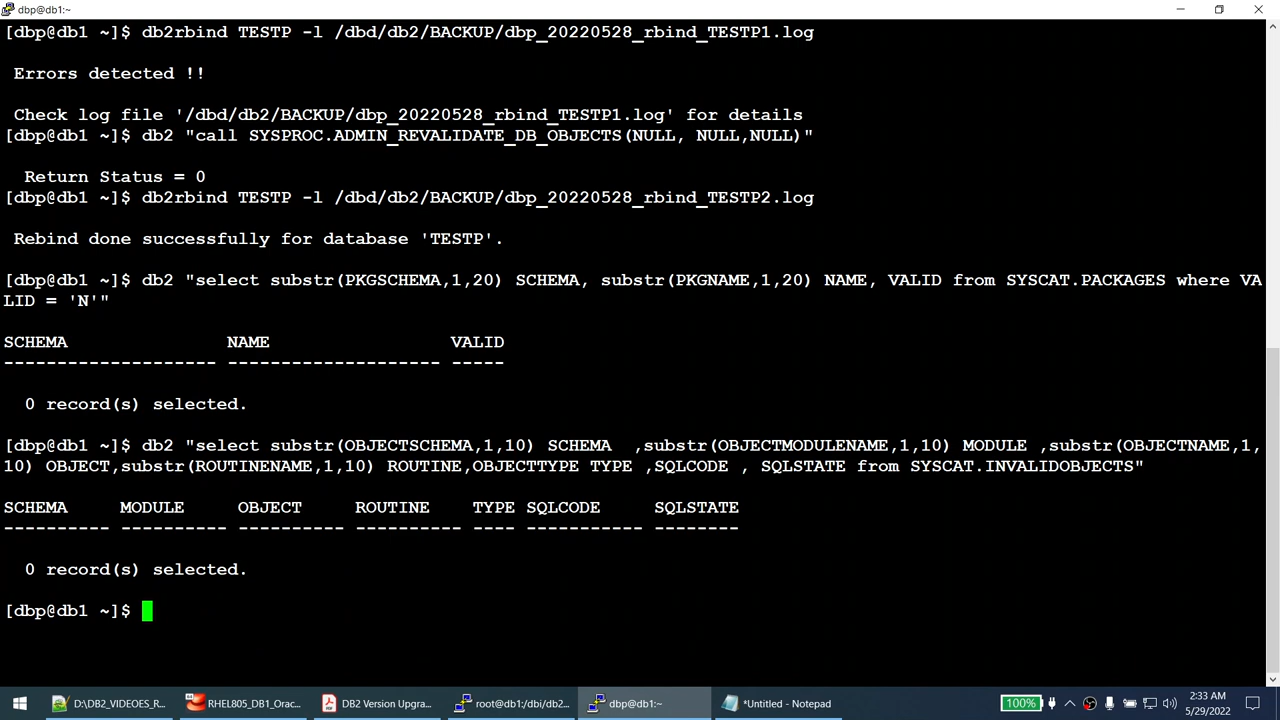 dbp@db1:~
[dbp@db1 ~]$ db2rbind TESTP -l /dbd/db2/BACKUP/dbp_20220528_rbind_TESTP1.log
Errors detected !!
Check log file '/dbd/db2/BACKUP/dbp_20220528_rbind_TESTP1.log' for details
[dbp@db1 ~]$ db2 "call SYSPROC.ADMIN_REVALIDATE_DB_OBJECTS(NULL, NULL,NULL)"
Return Status = 0
[dbp@db1 ~]$ db2rbind TESTP -l /dbd/db2/BACKUP/dbp_20220528_rbind_TESTP2.log
Rebind done successfully for database 'TESTP'.
[dbp@db1 ~]$ db2 "select substr(PKGSCHEMA,1,20) SCHEMA, substr(PKGNAME,1,20) NAME, VALID from SYSCAT.PACKAGES where VA
LID = 'N'"
SCHEMA NAME VALID
-------------------- -------------------- -----
0 record(s) selected.
[dbp@db1 ~]$ db2 "select substr(OBJECTSCHEMA,1,10) SCHEMA  ,substr(OBJECTMODULENAME,1,10) MODULE ,substr(OBJECTNAME,1,
10) OBJECT,substr(ROUTINENAME,1,10) ROUTINE,OBJECTTYPE TYPE ,SQLCODE , SQLSTATE from SYSCAT.INVALIDOBJECTS"
SCHEMA MODULE OBJECT ROUTINE TYPE SQLCODE SQLSTATE
---------- ---------- ---------- ---------- ---- ----------- --------
0 record(s) selected.
[dbp@db1 ~]$
D:\DB2_VIDEOES_R... RHEL805_DB1_Orac... DB2 Version Upgra... root@db1:/dbi/db2... dbp@db1:~ *Untitled - Notepad 100% 2:33 AM
5/29/2022